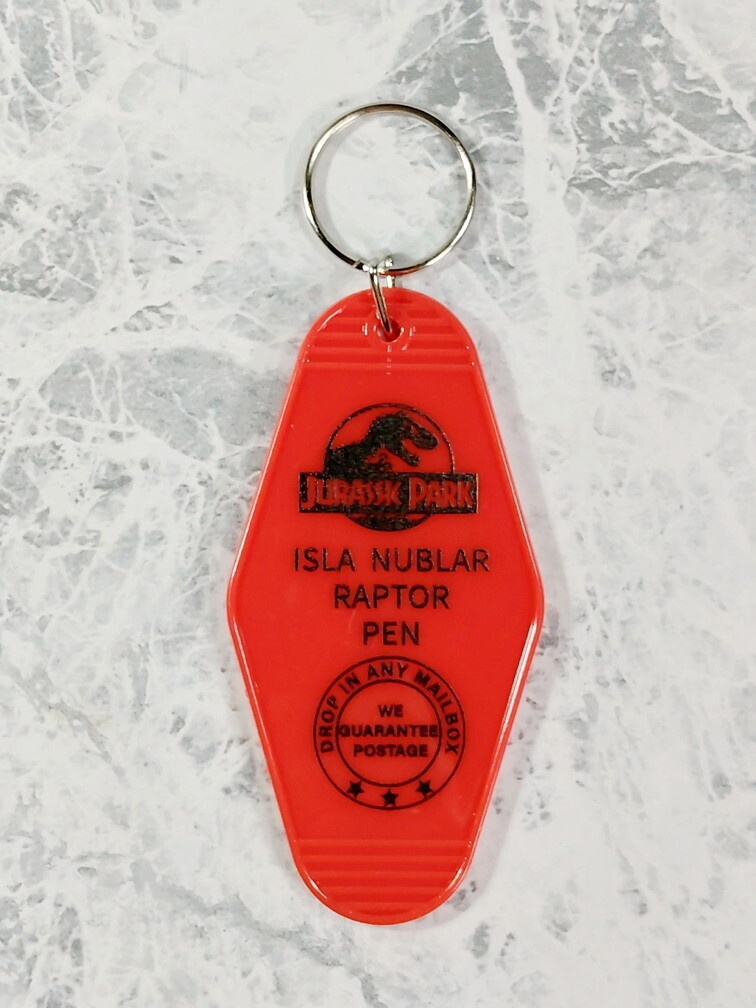 JURASSIC PARK
ISLA NUBLAR
RAPTOR
PEN
DROP IN ANY MAILBOX
WE
GUARANTEE
POSTAGE